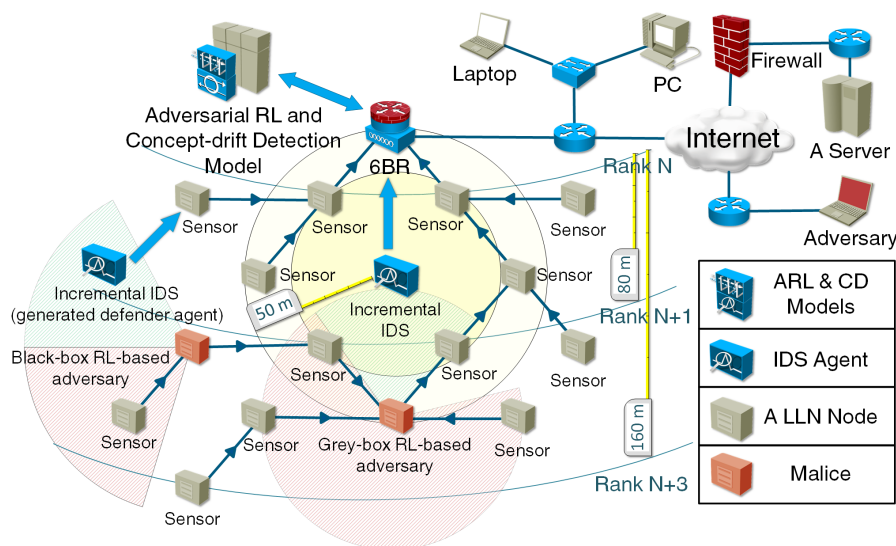 Laptop
PC
Firewall
Adversarial RL and
Concept-drift Detection
Model
6BR
Internet
A Server
Rank N
Sensor
Sensor
Sensor
Sensor
Adversary
Sensor
Sensor
Incremental IDS
(generated defender agent)
50 m
Incremental
IDS
80 m
Rank N+1
ARL & CD
Models
IDS Agent
Black-box RL-based
adversary
Sensor
Sensor
Sensor
A LLN Node
Sensor
Sensor
Sensor
160 m
Grey-box RL-based
adversary
Malice
Rank N+3
Sensor